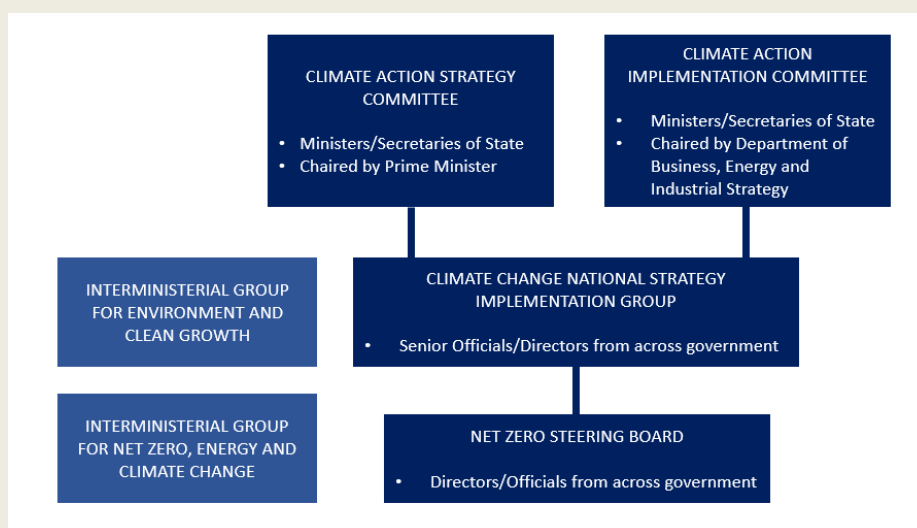 CLIMATE ACTION STRATEGY
COMMITTEE
• Ministers/Secretaries of State
• Chaired by Prime Minister
CLIMATE ACTION
IMPLEMENTATION COMMITTEE
• Ministers/Secretaries of State
• Chaired by Department of
Business, Energy and
Industrial Strategy
INTERMINISTERIAL GROUP
FOR ENVIRONMENT AND
CLEAN GROWTH
CLIMATE CHANGE NATIONAL STRATEGY
IMPLEMENTATION GROUP
• Senior Officials/Directors from across government
INTERMINISTERIAL GROUP
FOR NET ZERO, ENERGY AND
CLIMATE CHANGE
NET ZERO STEERING BOARD
• Directors/Officials from across government